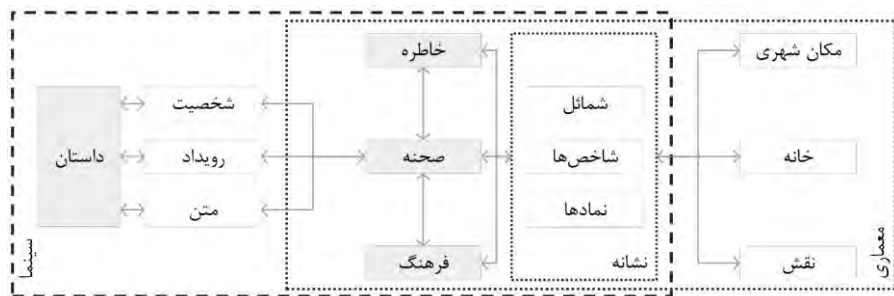 خاطره
مکان شهری
شمائل
شخصیت
داستان
رویداد
صحنه
شاخص‌ها
خانه
متن
نمادها
فرهنگ
نشانه
نقش
سینما
معماری